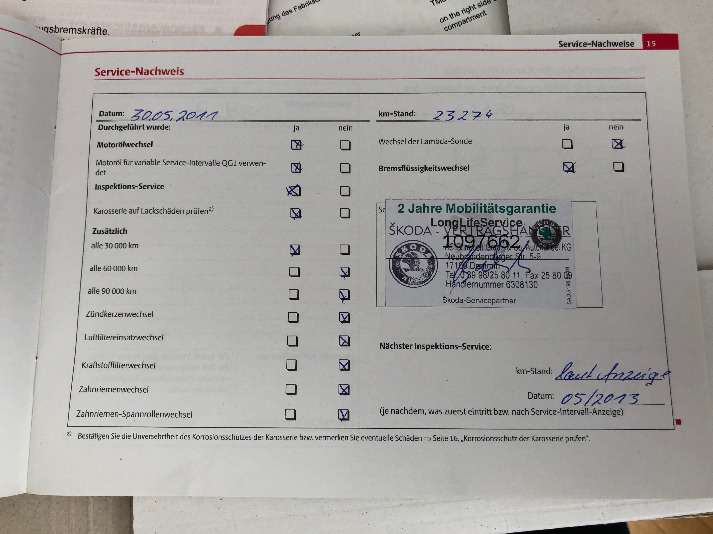 ngsbremskräfte.
on the right side
compartment
Service-Nachweise 15
Service-Nachweis
Datum: 30.05.2011
km-Stand: 23274
Durchgeführt wurde: ja nein
ja nein
Motorölwechsel
Wechsel der Lambda-Sonde
Motoröl für variable Service-Intervalle QG1 verwen-
det
Bremsflüssigkeitswechsel
Inspektions-Service
Karosserie auf Lackschäden prüfen a)
2 Jahre Mobilitätsgarantie
LongLifeService
ŠKODA - VERTRAGSHÄNDLER
1097662
Händlernummer 6306130
Škoda-Servicepartner
Zusätzlich
alle 30 000 km
alle 60 000 km
alle 90 000 km
Zündkerzenwechsel
Luftfiltereinsatzwechsel
Kraftstofffilterwechsel
Zahnriemenwechsel
Zahnriemen-Spannrollenwechsel
Nächster Inspektions-Service:
km-Stand: laut Anzeige
Datum: 05/2013
(je nachdem, was zuerst eintritt bzw. nach Service-Intervall-Anzeige)
a) Bestätigen Sie die Unversehrtheit des Korrosionsschutzes der Karosserie bzw. vermerken Sie eventuelle Schäden ⇒ Seite 16, „Korrosionsschutz der Karosserie prüfen“.